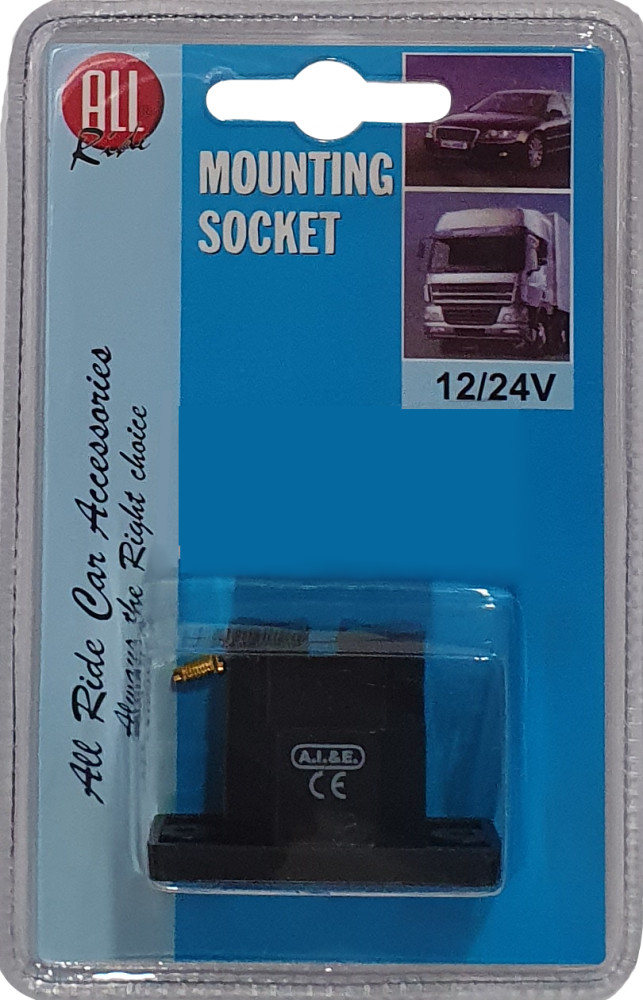 ALL
Ride
MOUNTING
SOCKET
12/24V
All Ride Car Accessories
Always the Right choice
A.I.&E.
CE